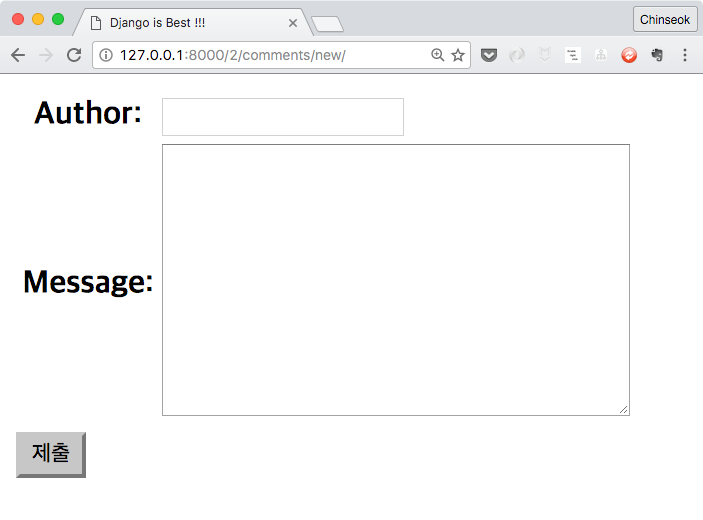 Django is Best !!!
Chinseok
127.0.0.1:8000/2/comments/new/
Author:
Message:
제출